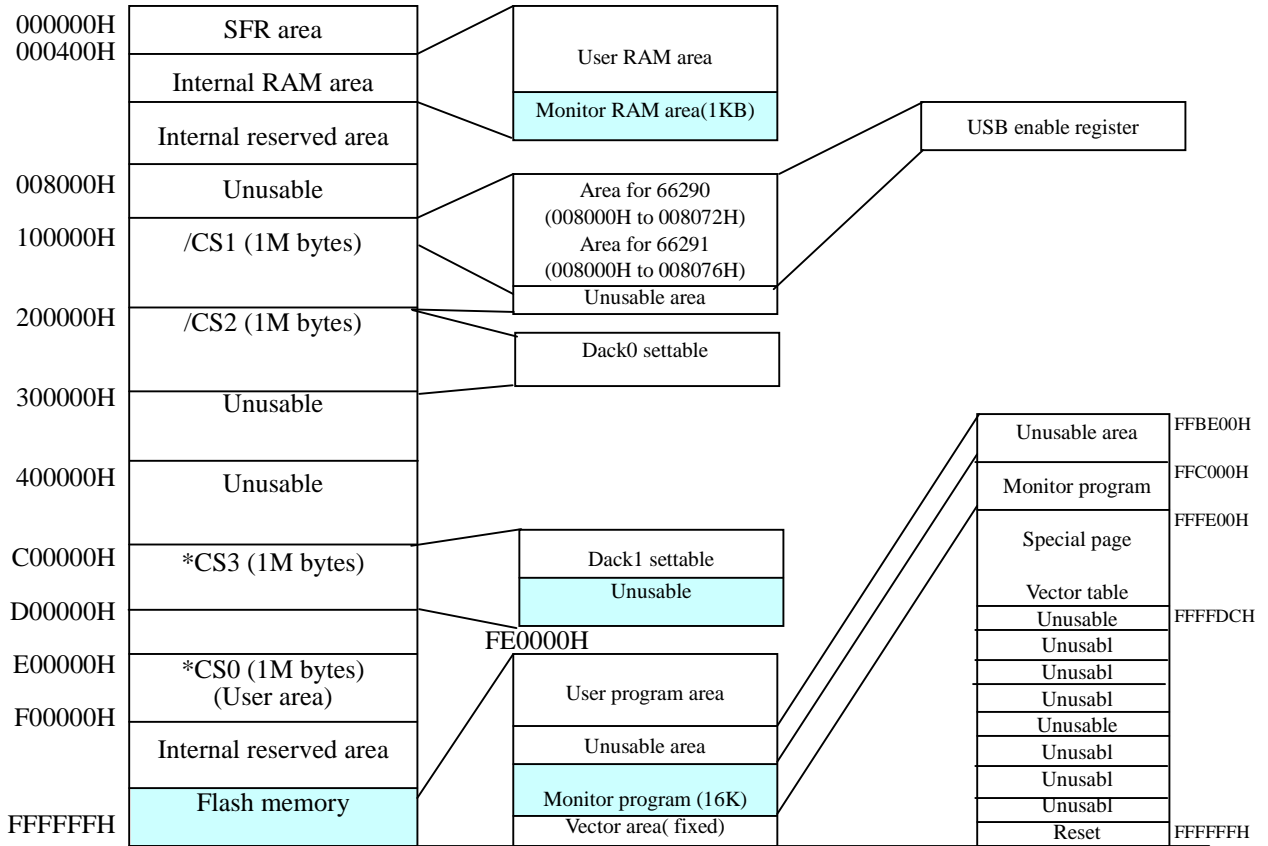 000000H
000400H
008000H
100000H
200000H
300000H
400000H
C00000H
D00000H
E00000H
F00000H
FFFFFFH
SFR area
Internal RAM area
Internal reserved area
Unusable
/CS1 (1M bytes)
/CS2 (1M bytes)
Unusable
Unusable
*CS3 (1M bytes)
*CS0 (1M bytes)
(User area)
Internal reserved area
Flash memory
User RAM area
Monitor RAM area(1KB)
Area for 66290
(008000H to 008072H)
Area for 66291
(008000H to 008076H)
Unusable area
Dack0 settable
Dack1 settable
Unusable
FE0000H
User program area
Unusable area
Monitor program (16K)
Vector area( fixed)
USB enable register
Unusable area
Monitor program
Special page
Vector table
Unusable
Unusabl
Unusabl
Unusabl
Unusable
Unusabl
Unusabl
Unusabl
Reset
FFBE00H
FFC000H
FFFE00H
FFFFDCH
FFFFFFH